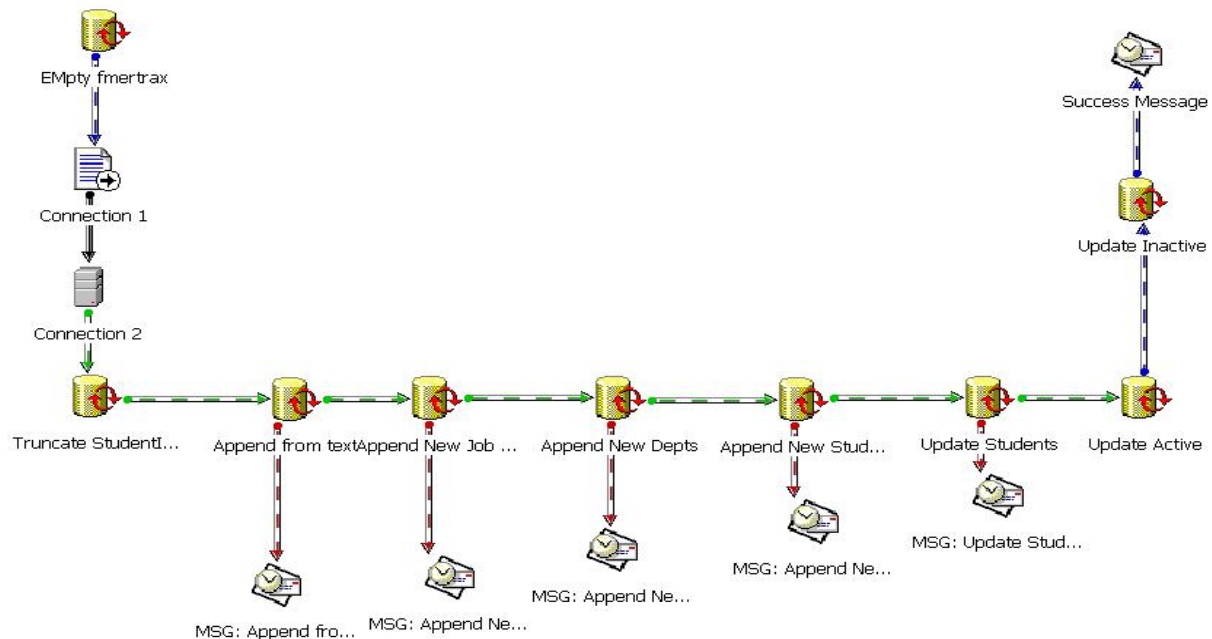 EMpty fmertrax
Success Message
Connection 1
Update Inactive
Connection 2
Truncate StudentI...
Append from text
Append New Job ...
Append New Depts
Append New Stud...
Update Students
Update Active
MSG: Update Stud...
MSG: Append Ne...
MSG: Append Ne...
MSG: Append Ne...
MSG: Append fro...